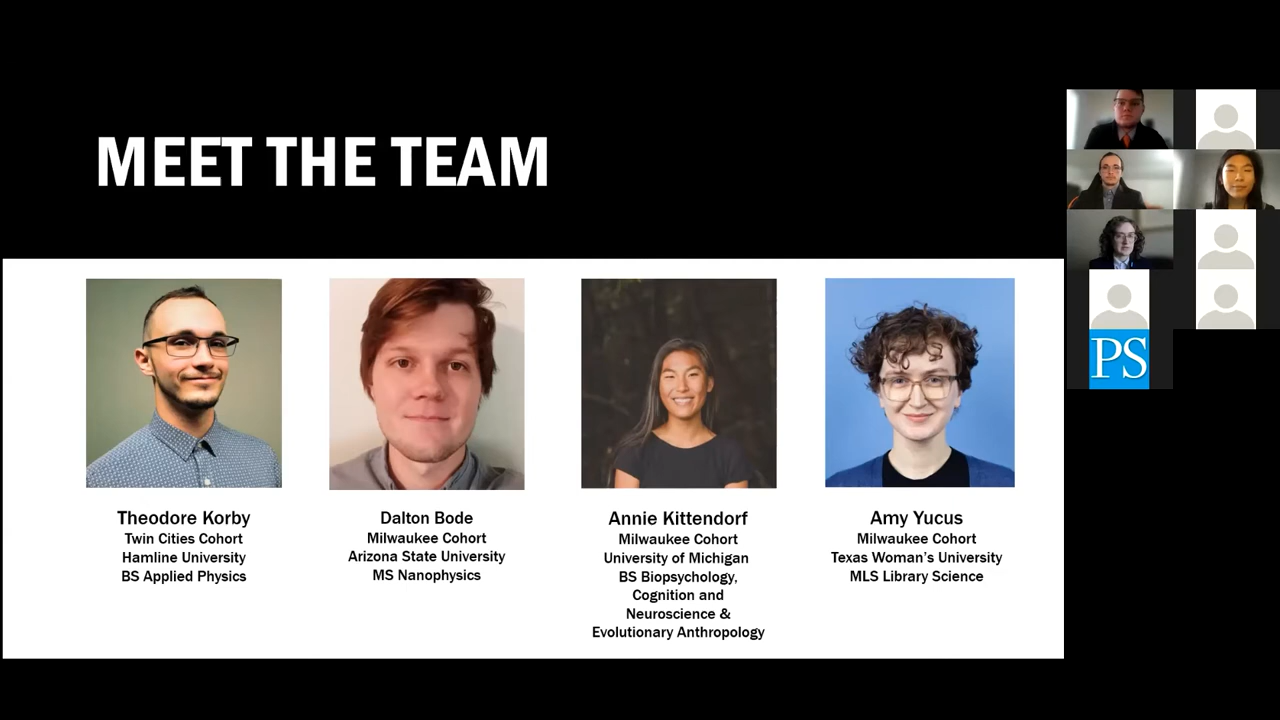 MEET THE TEAM
Theodore Korby
Twin Cities Cohort
Hamline University
BS Applied Physics
Dalton Bode
Milwaukee Cohort
Arizona State University
MS Nanophysics
Annie Kittendorf
Milwaukee Cohort
University of Michigan
BS Biopsychology,
Cognition and
Neuroscience &
Evolutionary Anthropology
Amy Yucus
Milwaukee Cohort
Texas Woman’s University
MLS Library Science
PS